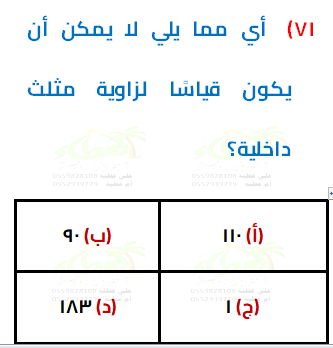 ٧١) أي مما يلي لا يمكن أن
يكون قياسًا لزاوية مثلث
داخلية؟
(أ) ١١٠
(ب) ٩٠
(ج) ١
(د) ١٨٣